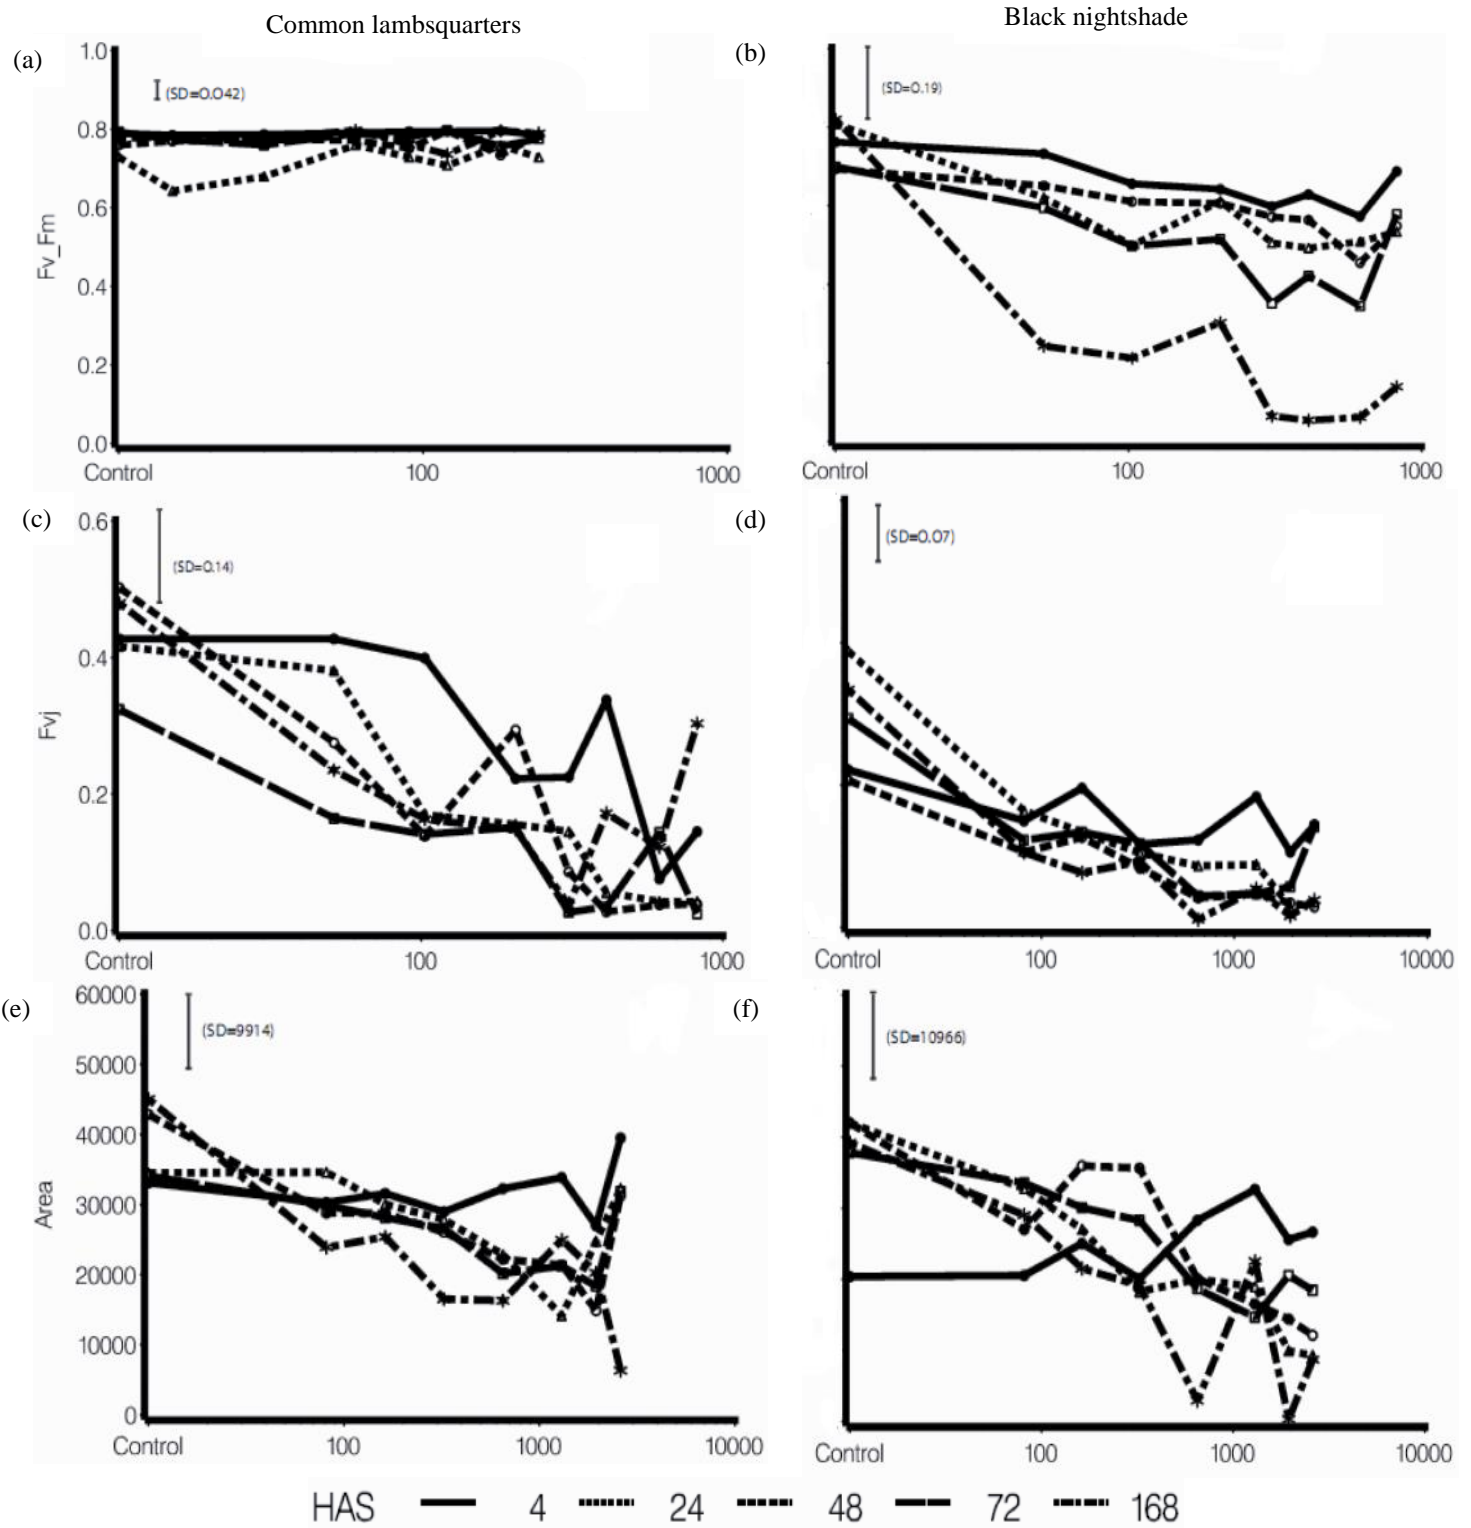 Common lambsquarters
Black nightshade
(a)
1.0
(SD=0.042)
0.8
0.6
Fv_Fm
0.4
0.2
0.0
Control
100
1000
(b)
(SD=0.19)
Control
100
1000
(c)
0.6
(SD=0.14)
0.4
Fvj
0.2
0.0
Control
100
1000
(d)
(SD=0.07)
Control
100
1000
10000
(e)
60000
(SD=9914)
50000
40000
30000
Area
20000
10000
0
Control
100
1000
10000
(f)
(SD=10966)
Control
100
1000
10000
HAS 4 24 48 72 168